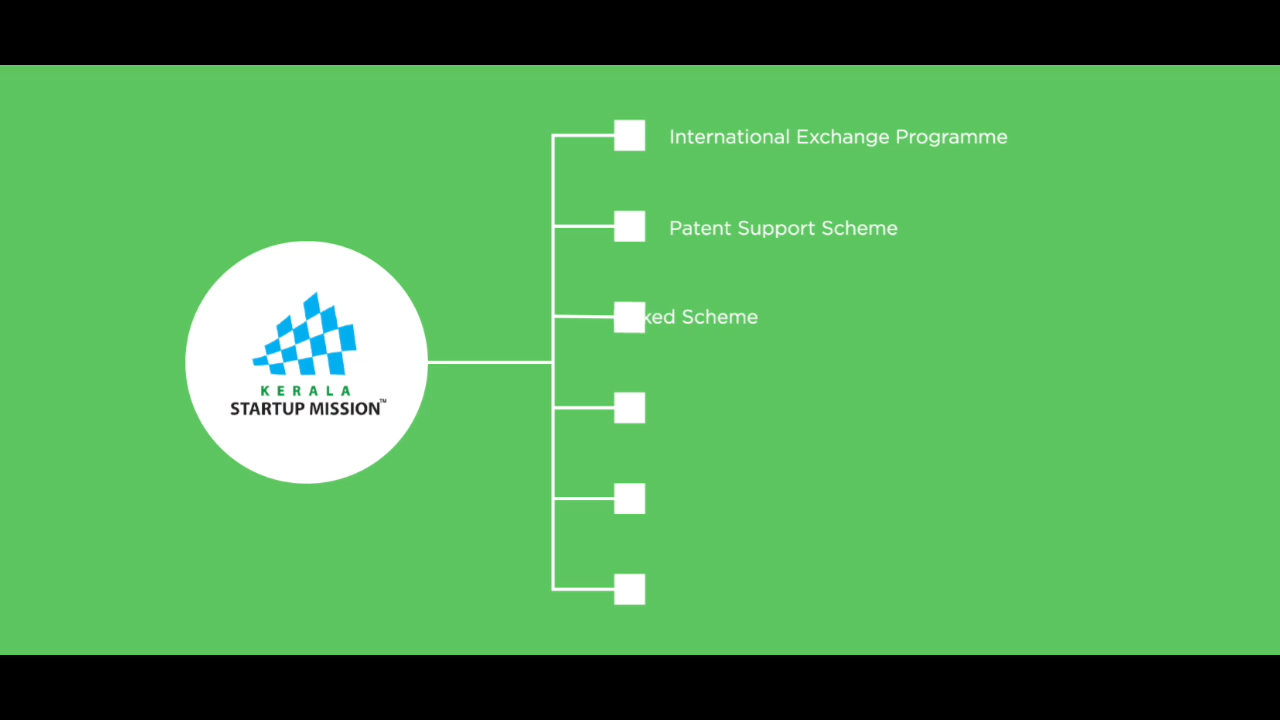 International Exchange Programme
Patent Support Scheme
Scheme
KERALA
STARTUP MISSION™